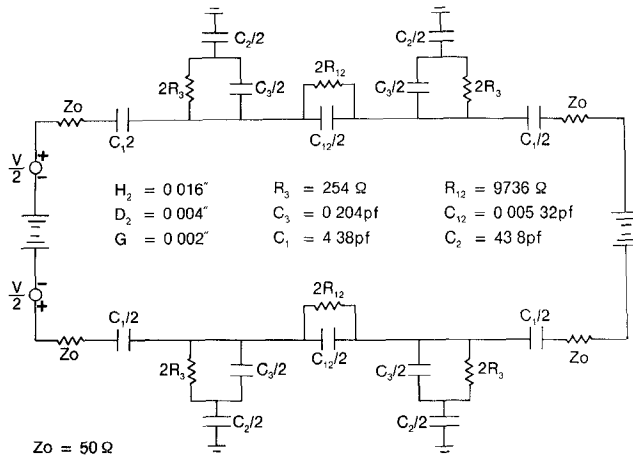 C₂/2
C₂/2
2R₃
C₃/2
2R₁₂
C₃/2
2R₃
Zo
C₁2
C₁₂/2
C₁/2
Zo
V/2
+
-
H₂ = 0 016"
R₃ = 254 Ω
R₁₂ = 9736 Ω
D₂ = 0 004"
C₃ = 0 204pf
C₁₂ = 0 005 32pf
G = 0 002"
C₁ = 4 38pf
C₂ = 43 8pf
V/2
-
+
2R₁₂
Zo
C₁/2
C₁₂/2
C₁/2
Zo
2R₃
C₃/2
C₃/2
2R₃
C₂/2
C₂/2
Zo = 50 Ω